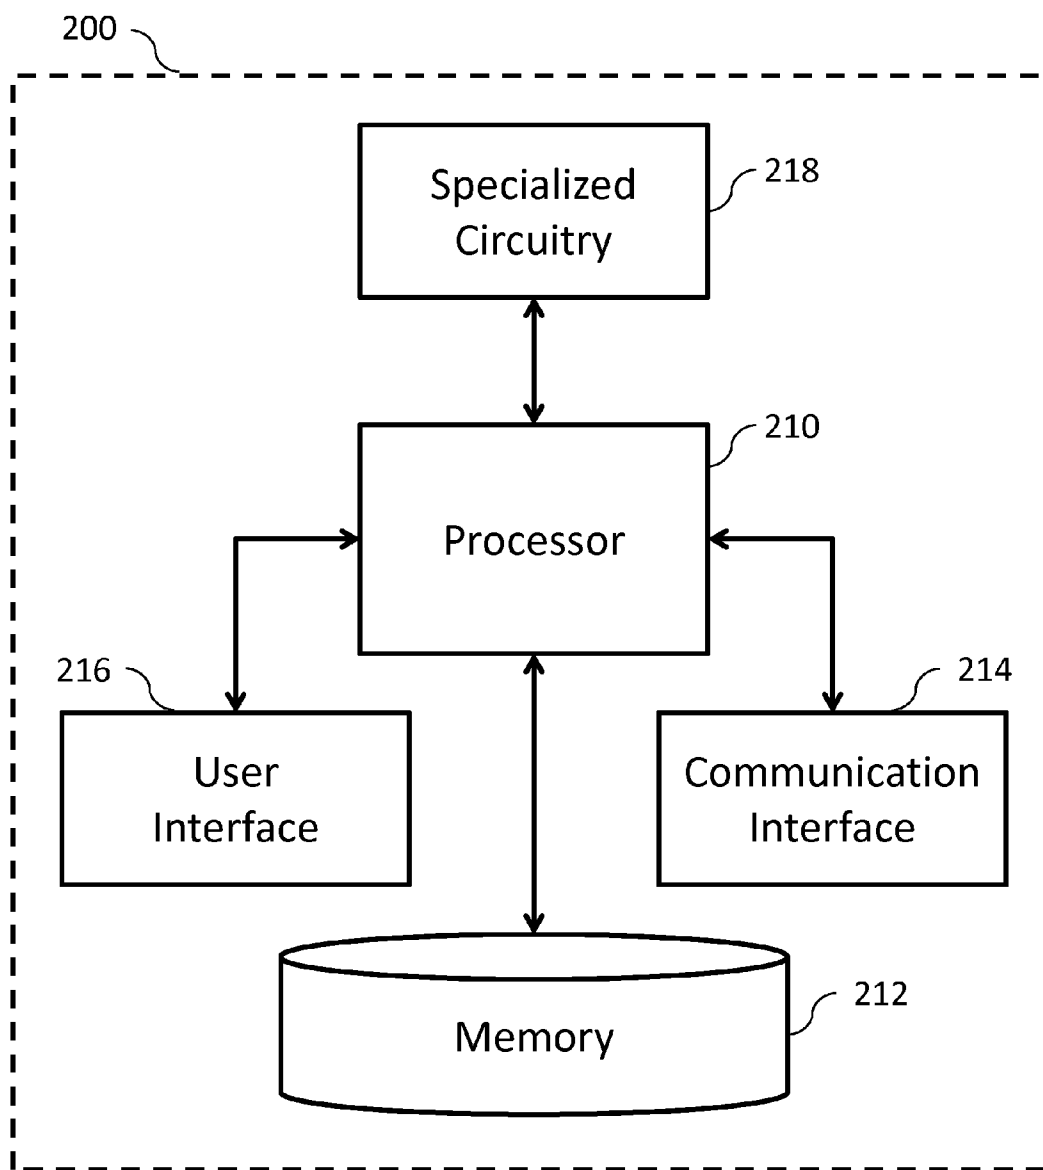 200
Specialized
Circuitry
218
210
Processor
216
214
User
Interface
Communication
Interface
212
Memory